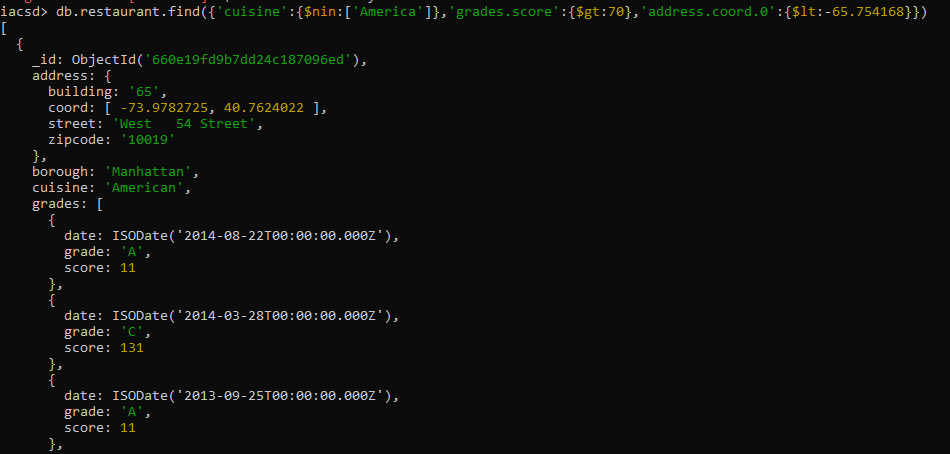 iacsd> db.restaurant.find({'cuisine':{$nin:['America']},'grades.score':{$gt:70},'address.coord.0':{$lt:-65.754168}})
[
  {
    _id: ObjectId('660e19fd9b7dd24c187096ed'),
    address: {
      building: '65',
      coord: [ -73.9782725, 40.7624022 ],
      street: 'West   54 Street',
      zipcode: '10019'
    },
    borough: 'Manhattan',
    cuisine: 'American',
    grades: [
      {
        date: ISODate('2014-08-22T00:00:00.000Z'),
        grade: 'A',
        score: 11
      },
      {
        date: ISODate('2014-03-28T00:00:00.000Z'),
        grade: 'C',
        score: 131
      },
      {
        date: ISODate('2013-09-25T00:00:00.000Z'),
        grade: 'A',
        score: 11
      },